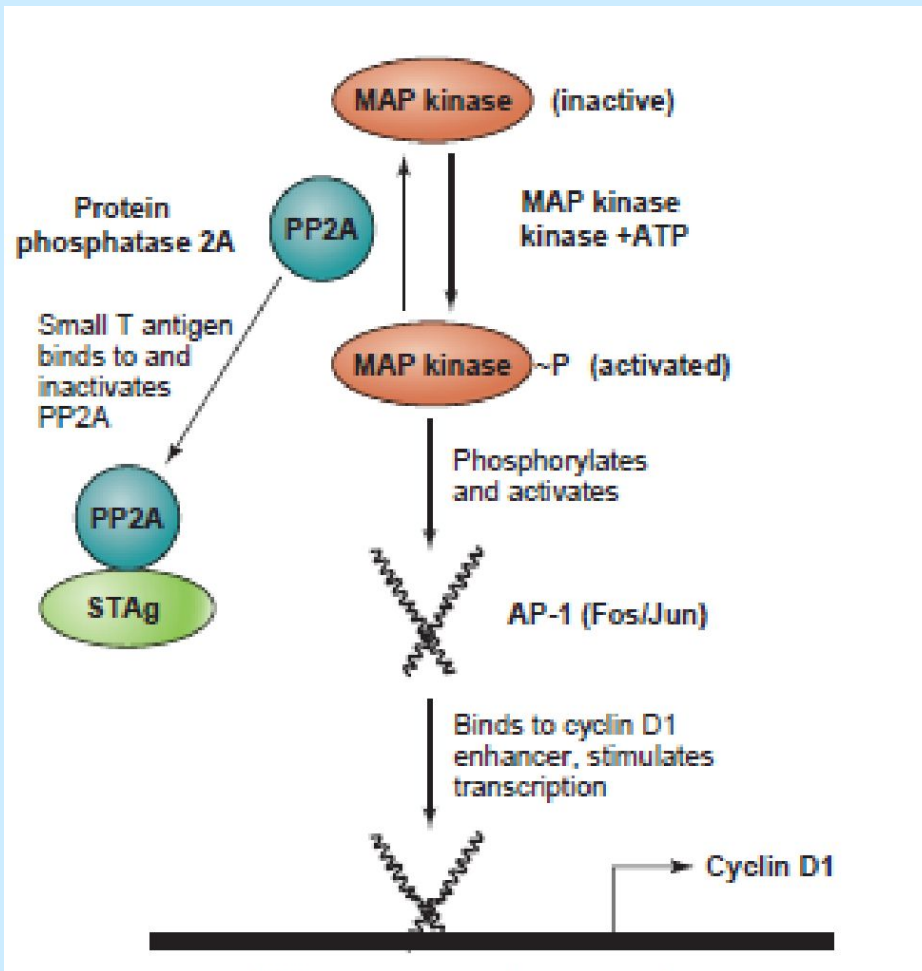 MAP kinase (inactive)
Protein
phosphatase 2A
PP2A
MAP kinase
kinase +ATP
Small T antigen
binds to and
inactivates
PP2A
MAP kinase ~P (activated)
Phosphorylates
and activates
PP2A
STAg
AP-1 (Fos/Jun)
Binds to cyclin D1
enhancer, stimulates
transcription
Cyclin D1